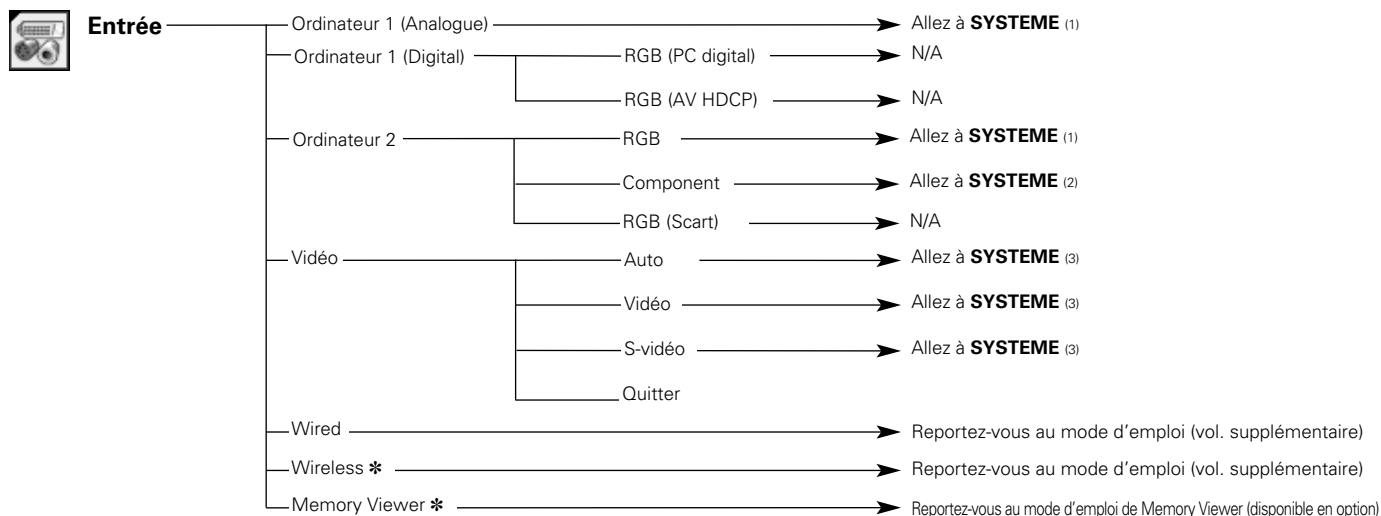 Entrée
Ordinateur 1 (Analogue) Allez à SYSTEME (1)
Ordinateur 1 (Digital) RGB (PC digital) N/A
RGB (AV HDCP) N/A
Ordinateur 2 RGB Allez à SYSTEME (1)
Component Allez à SYSTEME (2)
RGB (Scart) N/A
Vidéo Auto Allez à SYSTEME (3)
Vidéo Allez à SYSTEME (3)
S-vidéo Allez à SYSTEME (3)
Quitter
Wired Reportez-vous au mode d'emploi (vol. supplémentaire)
Wireless ✻ Reportez-vous au mode d'emploi (vol. supplémentaire)
Memory Viewer ✻ Reportez-vous au mode d'emploi de Memory Viewer (disponible en option)